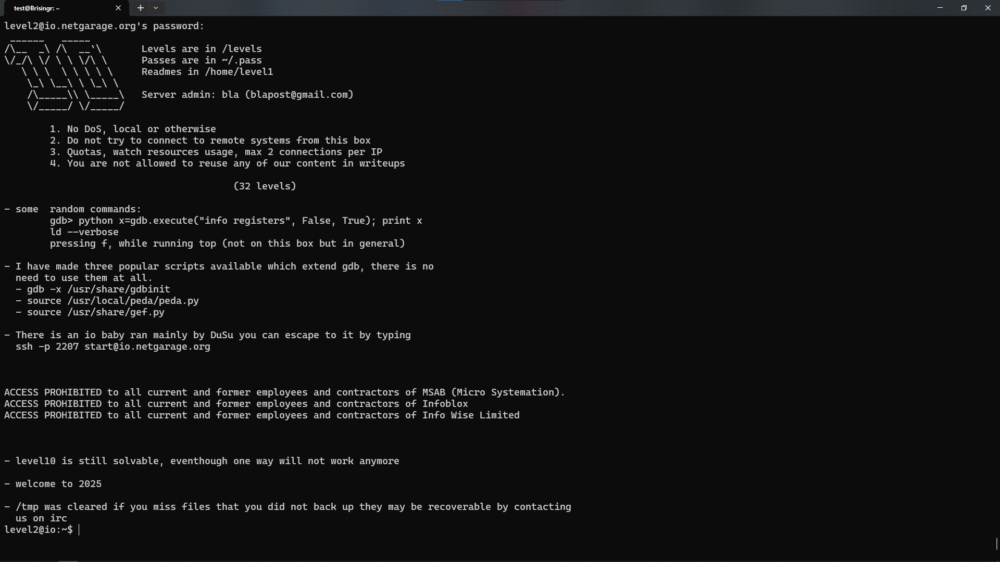 test@Brisingr: ~
level2@io.netgarage.org's password:
 ______   _____
/\__  _\ /\  __`\       Levels are in /levels
\/_/\ \/ \ \ \/\ \      Passes are in ~/.pass
   \ \ \  \ \ \ \ \     Readmes in /home/level1
    \_\ \__\ \ \_\ \
    /\_____\\ \_____\   Server admin: bla (blapost@gmail.com)
    \/_____/ \/_____/
1. No DoS, local or otherwise
2. Do not try to connect to remote systems from this box
3. Quotas, watch resources usage, max 2 connections per IP
4. You are not allowed to reuse any of our content in writeups
(32 levels)
- some  random commands:
gdb> python x=gdb.execute("info registers", False, True); print x
ld --verbose
pressing f, while running top (not on this box but in general)
- I have made three popular scripts available which extend gdb, there is no
need to use them at all.
- gdb -x /usr/share/gdbinit
- source /usr/local/peda/peda.py
- source /usr/share/gef.py
- There is an io baby ran mainly by DuSu you can escape to it by typing
ssh -p 2207 start@io.netgarage.org
ACCESS PROHIBITED to all current and former employees and contractors of MSAB (Micro Systemation).
ACCESS PROHIBITED to all current and former employees and contractors of Infoblox
ACCESS PROHIBITED to all current and former employees and contractors of Info Wise Limited
- level10 is still solvable, eventhough one way will not work anymore
- welcome to 2025
- /tmp was cleared if you miss files that you did not back up they may be recoverable by contacting
us on irc
level2@io:~$